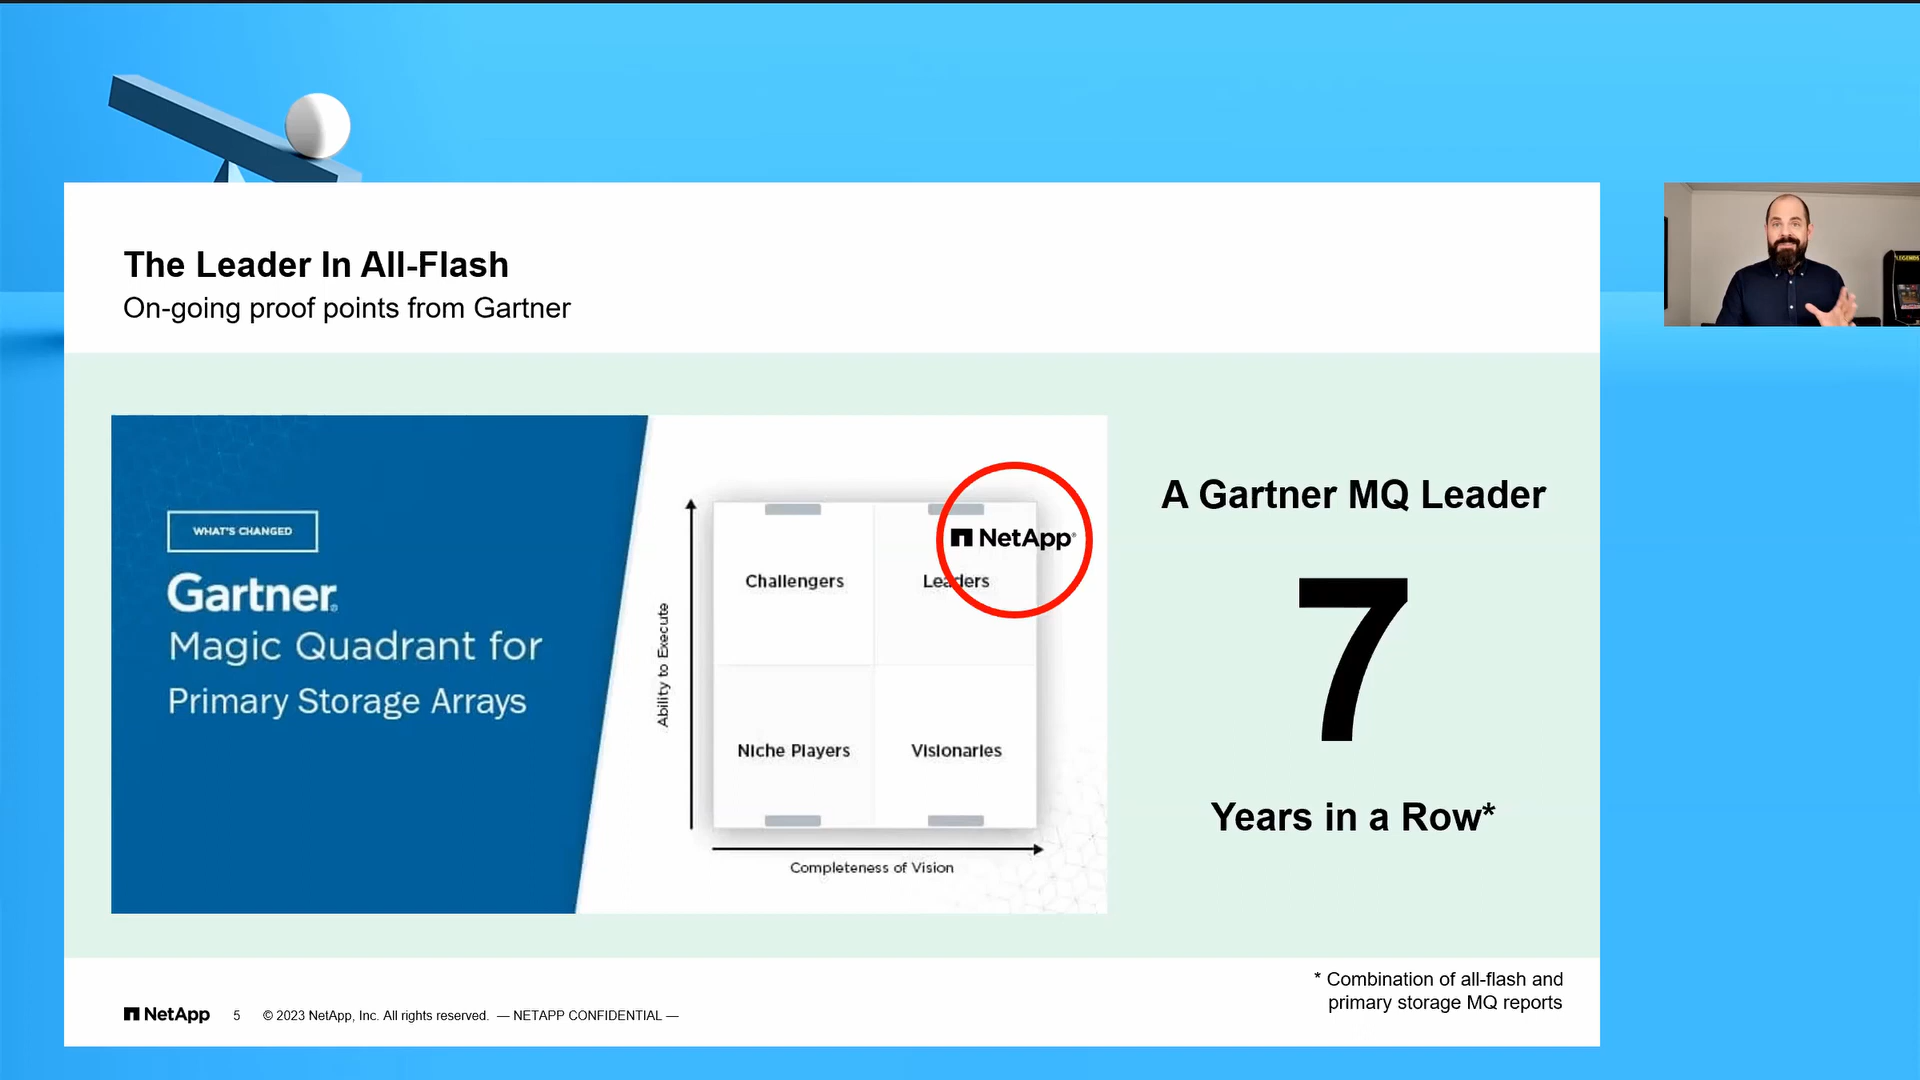 The Leader In All-Flash
On-going proof points from Gartner
WHAT'S CHANGED
Gartner®
Magic Quadrant for
Primary Storage Arrays
Ability to Execute
Challengers
NetApp®
Leaders
Niche Players
Visionaries
Completeness of Vision
A Gartner MQ Leader
7
Years in a Row*
* Combination of all-flash and
primary storage MQ reports
NetApp 5 © 2023 NetApp, Inc. All rights reserved. — NETAPP CONFIDENTIAL —
LEGENDS